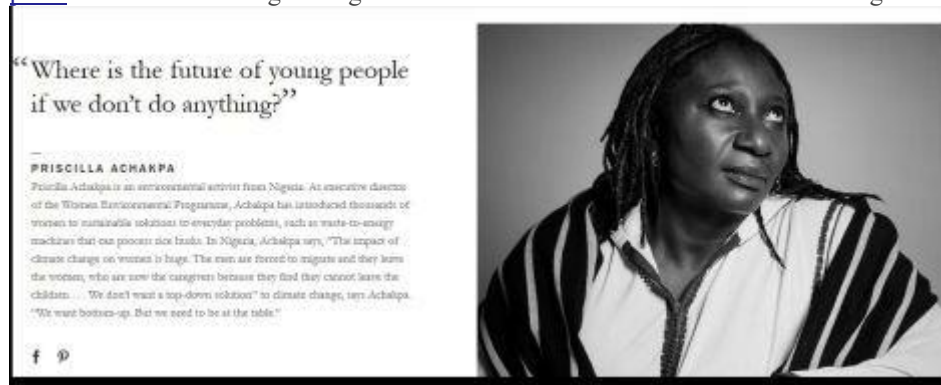 “Where is the future of young people
if we don’t do anything?”
PRISCILLA ACHAKPA
Priscilla Achakpa is an environmental activist from Nigeria. As executive director
of the Women Environmental Programme, Achakpa has introduced thousands of
women to sustainable solutions to everyday problems, such as waste-to-energy
machines that can process rice husks. In Nigeria, Achakpa says, “The impact of
climate change on women is huge. The men are forced to migrate and they leave
the women, who are now the caregivers because they find they cannot leave the
children. . . . We don’t want a top-down solution” to climate change, says Achakpa.
“We want bottom-up. But we need to be at the table.”